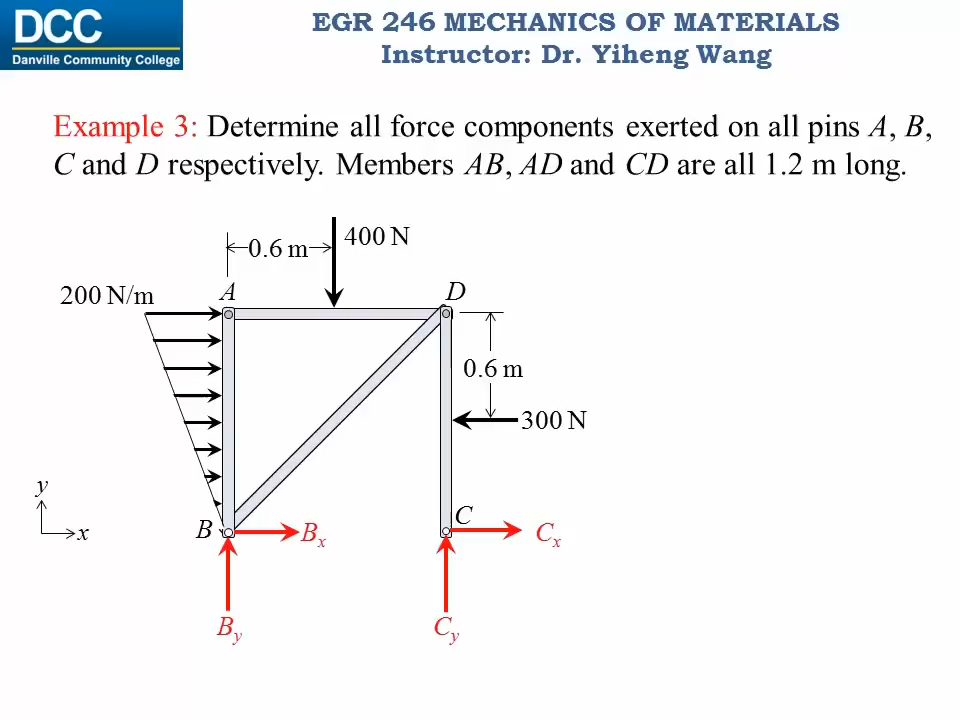 DCC
Danville Community College
EGR 246 MECHANICS OF MATERIALS
Instructor: Dr. Yiheng Wang
Example 3: Determine all force components exerted on all pins A, B,
C and D respectively. Members AB, AD and CD are all 1.2 m long.
400 N
0.6 m
200 N/m
A
D
0.6 m
300 N
y
x
B
Bx
C
Cx
By
Cy